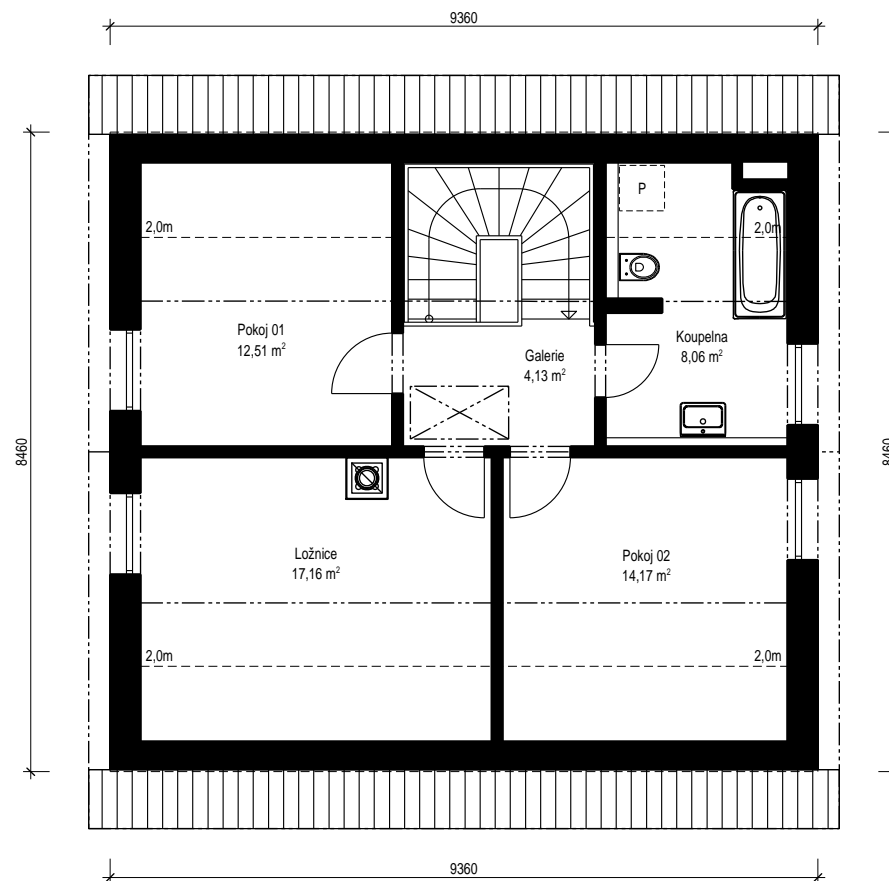 9360
P
2,0m
2,0m
Pokoj 01
12,51 m²
Galerie
4,13 m²
Koupelna
8,06 m²
8460
8460
Ložnice
17,16 m²
Pokoj 02
14,17 m²
2,0m
2,0m
9360